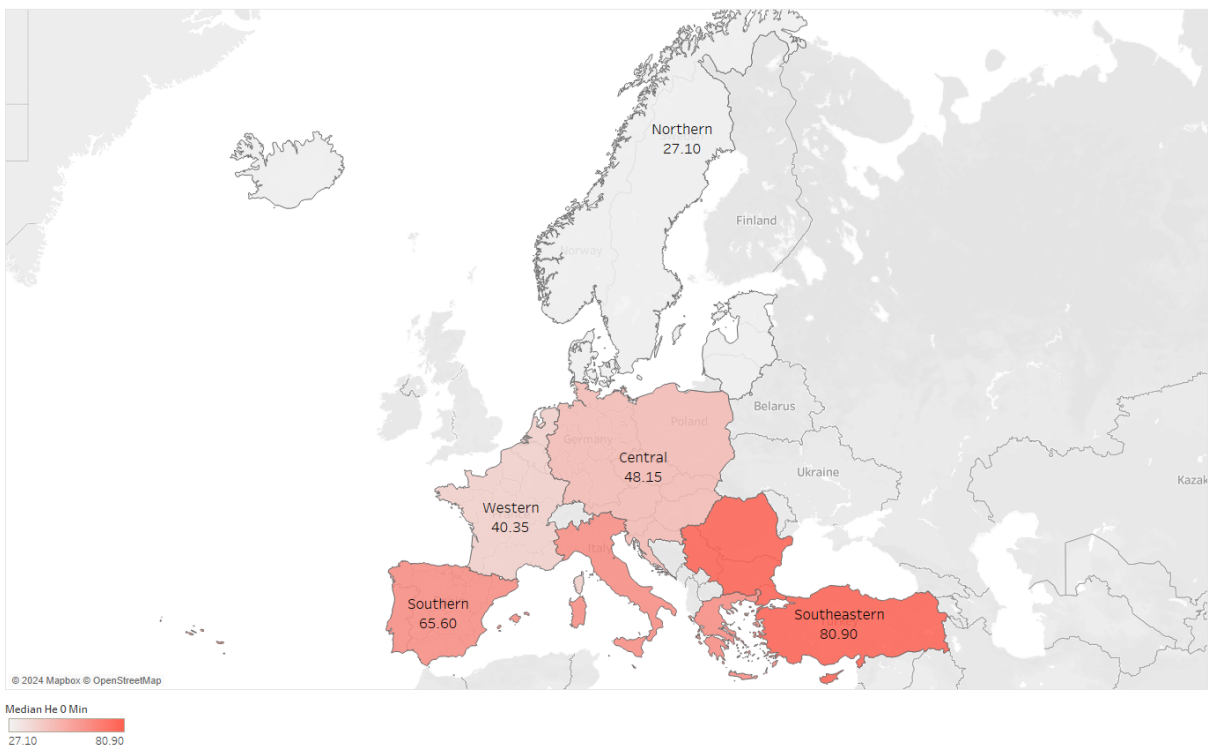 Northern
27.10
Finland
Norway
Belarus
Poland
Germany
Central
48.15
Ukraine
Kazak
Western
40.35
Italy
Southern
65.60
Southeastern
80.90
© 2024 Mapbox © OpenStreetMap
Median He 0 Min
27.10 80.90